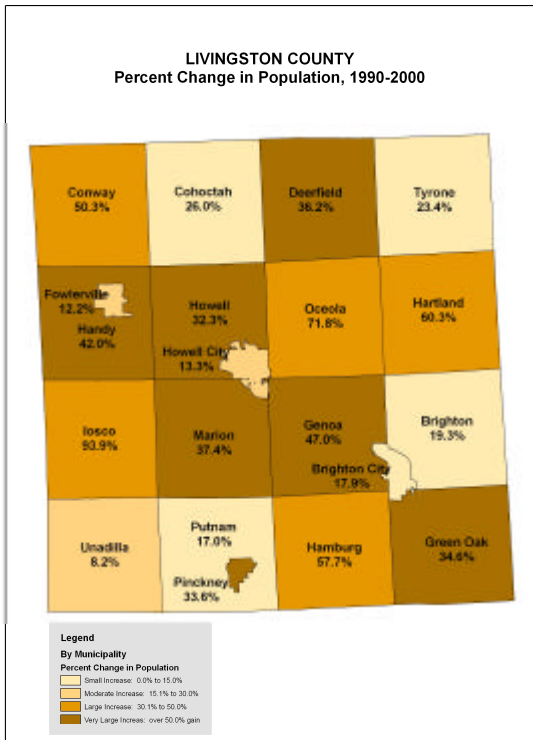 LIVINGSTON COUNTY
Percent Change in Population, 1990-2000
Conway
50.3%
Cohoctah
26.0%
Deerfield
36.2%
Tyrone
23.4%
Fowlerville
12.2%
Handy
42.0%
Howell
32.3%
Howell City
13.3%
Oceola
71.8%
Hartland
60.3%
Iosco
93.9%
Marion
37.4%
Genoa
47.0%
Brighton City
17.9%
Brighton
19.3%
Unadilla
8.2%
Putnam
17.0%
Pinckney
33.6%
Hamburg
57.7%
Green Oak
34.6%
Legend
By Municipality
Percent Change in Population
Small Increase: 0.0% to 15.0%
Moderate Increase: 15.1% to 30.0%
Large Increase: 30.1% to 50.0%
Very Large Increas: over 50.0% gain